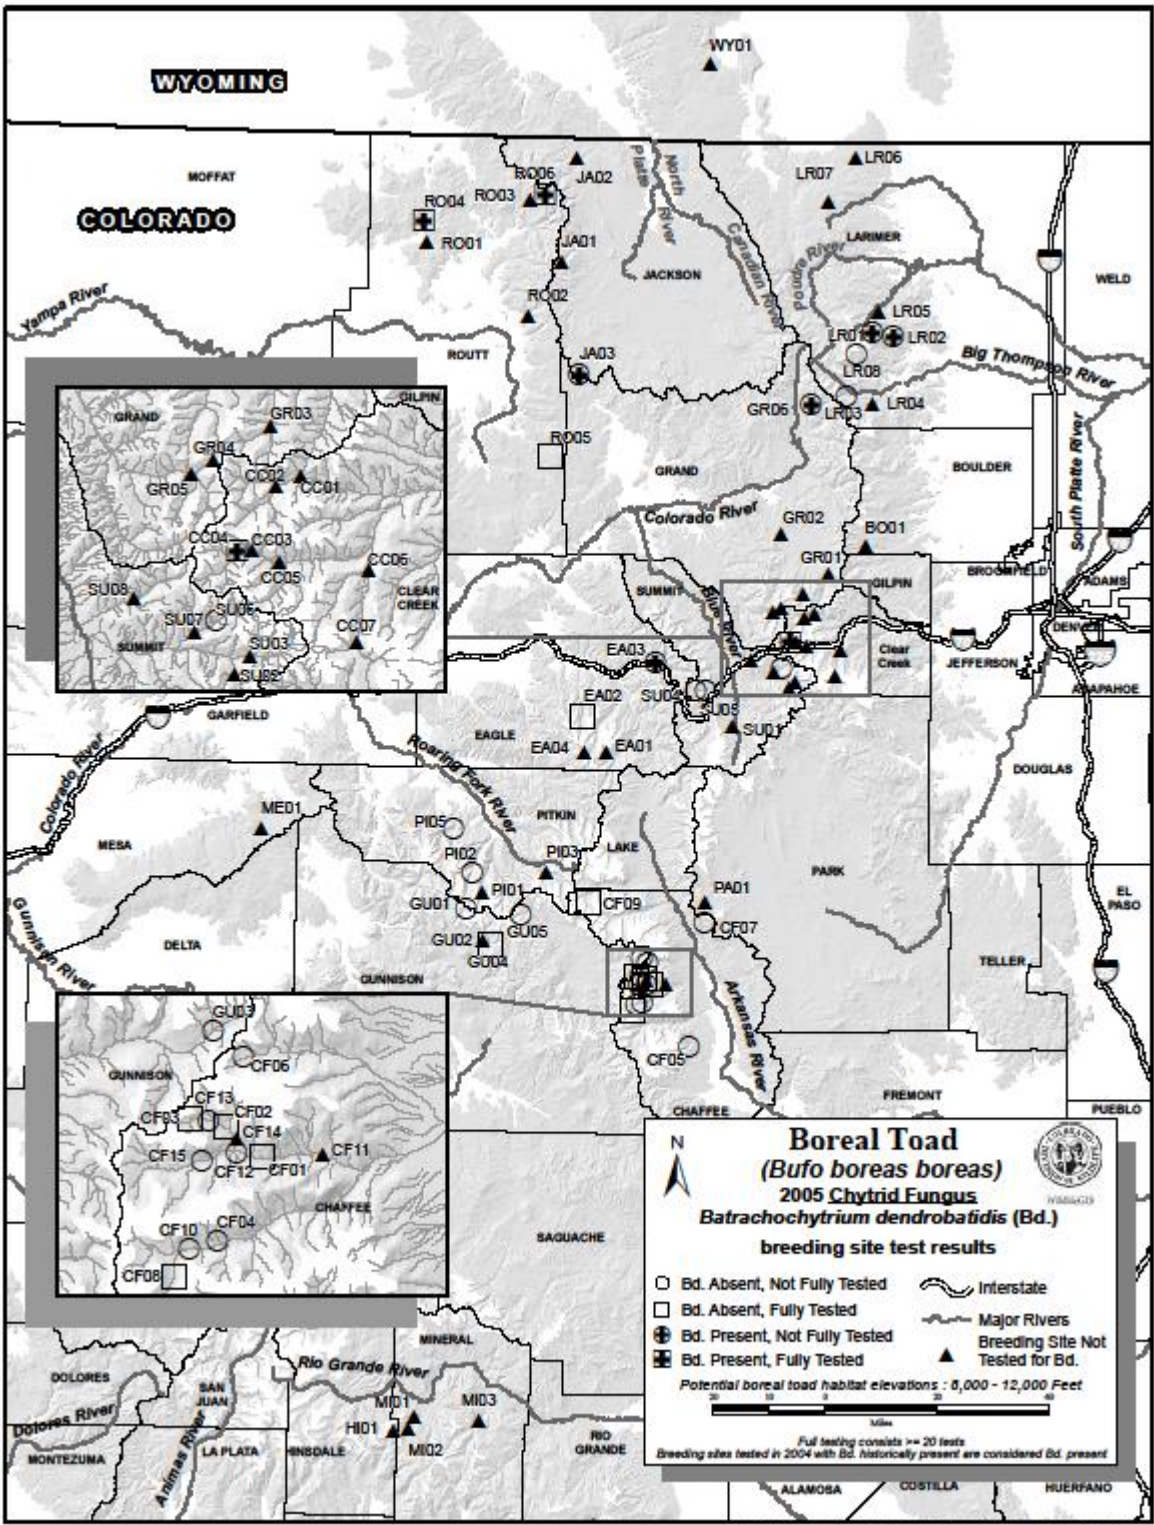 WY01
WYOMING
MOFFAT
COLORADO
RO06
RO03
JA02
North
Platte
River
LR06
LR07
RO04
RO01
JA01
JACKSON
Canadian River
Poudre River
LARIMER
WELD
Yampa River
RO02
ROUTT
JA03
LR05
LR01
LR02
LR08
Big Thompson River
GR06
LR03
LR04
RO05
GRAND
BOULDER
South Platte River
Colorado River
GR02
BO01
GR01
GILPIN
BROOMFIELD
ADAMS
SUMMIT
Blue River
DENVER
EA03
Clear
Creek
JEFFERSON
SU04
SU05
EA02
SU01
GARFIELD
EAGLE
EA04
EA01
DOUGLAS
Colorado River
Roaring Fork River
ME01
MESA
PI05
PITKIN
LAKE
PI02
PI03
PARK
PI01
GU01
CF09
PA01
EL
PASO
GU05
CF07
Gunnison River
DELTA
GU02
GU04
GUNNISON
TELLER
Arkansas River
CF05
CHAFFEE
FREMONT
PUEBLO
SAGUACHE
MINERAL
DOLORES
Rio Grande River
SAN
JUAN
Dolores River
Animas River
MI01
MI03
HI01
MI02
MONTEZUMA
LA PLATA
HINSDALE
RIO
GRANDE
ALAMOSA
COSTILLA
HUERFANO
GILPIN
GRAND
GR03
GR04
GR05
CC02
CC01
CC04
CC03
CC05
CC06
SU08
SU06
CLEAR
CREEK
SU07
SUMMIT
SU03
CC07
SU02
GU03
CF06
GUNNISON
CF13
CF03
CF02
CF14
CF15
CF12
CF01
CF11
CHAFFEE
CF10
CF04
CF08
N
Boreal Toad
(Bufo boreas boreas)
2005 Chytrid Fungus
Batrachochytrium dendrobatidis (Bd.)
breeding site test results
Bd. Absent, Not Fully Tested
Bd. Absent, Fully Tested
Bd. Present, Not Fully Tested
Bd. Present, Fully Tested
Interstate
Major Rivers
Breeding Site Not
Tested for Bd.
Potential boreal toad habitat elevations : 8,000 - 12,000 Feet
20 10 0 20 40
Miles
Full testing consists >= 20 tests
Breeding sites tested in 2004 with Bd. historically present are considered Bd. present